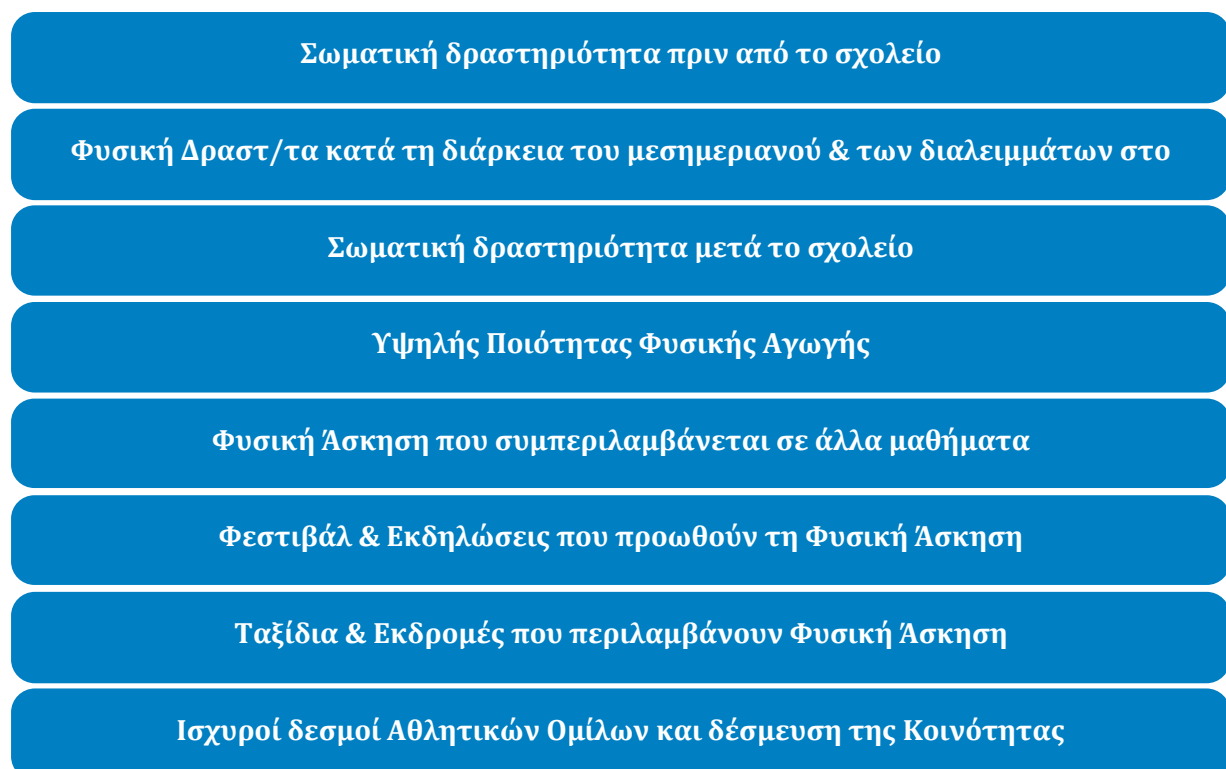 Σωματική δραστηριότητα πριν από το σχολείο
Φυσική Δραστ/τα κατά τη διάρκεια του μεσημεριανού & των διαλειμμάτων στο
Σωματική δραστηριότητα μετά το σχολείο
Υψηλής Ποιότητας Φυσικής Αγωγής
Φυσική Άσκηση που συμπεριλαμβάνεται σε άλλα μαθήματα
Φεστιβάλ & Εκδηλώσεις που προωθούν τη Φυσική Άσκηση
Ταξίδια & Εκδρομές που περιλαμβάνουν Φυσική Άσκηση
Ισχυροί δεσμοί Αθλητικών Ομίλων και δέσμευση της Κοινότητας